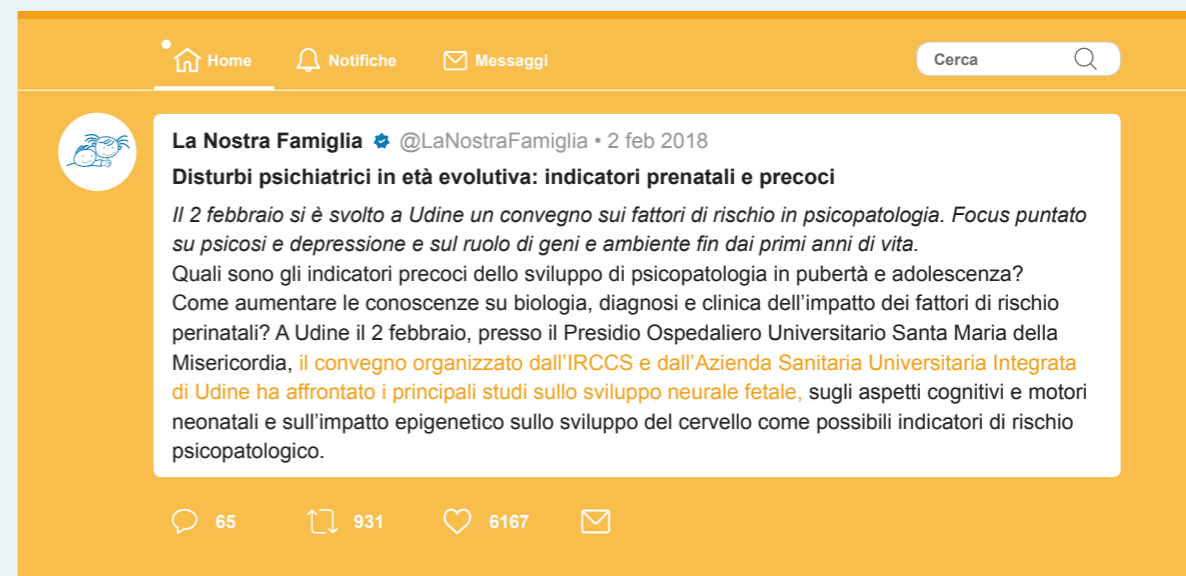 Home Notifiche Messaggi Cerca
La Nostra Famiglia @LaNostraFamiglia • 2 feb 2018
Disturbi psichiatrici in età evolutiva: indicatori prenatali e precoci
Il 2 febbraio si è svolto a Udine un convegno sui fattori di rischio in psicopatologia. Focus puntato
su psicosi e depressione e sul ruolo di geni e ambiente fin dai primi anni di vita.
Quali sono gli indicatori precoci dello sviluppo di psicopatologia in pubertà e adolescenza?
Come aumentare le conoscenze su biologia, diagnosi e clinica dell’impatto dei fattori di rischio
perinatali? A Udine il 2 febbraio, presso il Presidio Ospedaliero Universitario Santa Maria della
Misericordia, il convegno organizzato dall’IRCCS e dall’Azienda Sanitaria Universitaria Integrata
di Udine ha affrontato i principali studi sullo sviluppo neurale fetale, sugli aspetti cognitivi e motori
neonatali e sull’impatto epigenetico sullo sviluppo del cervello come possibili indicatori di rischio
psicopatologico.
65 931 6167